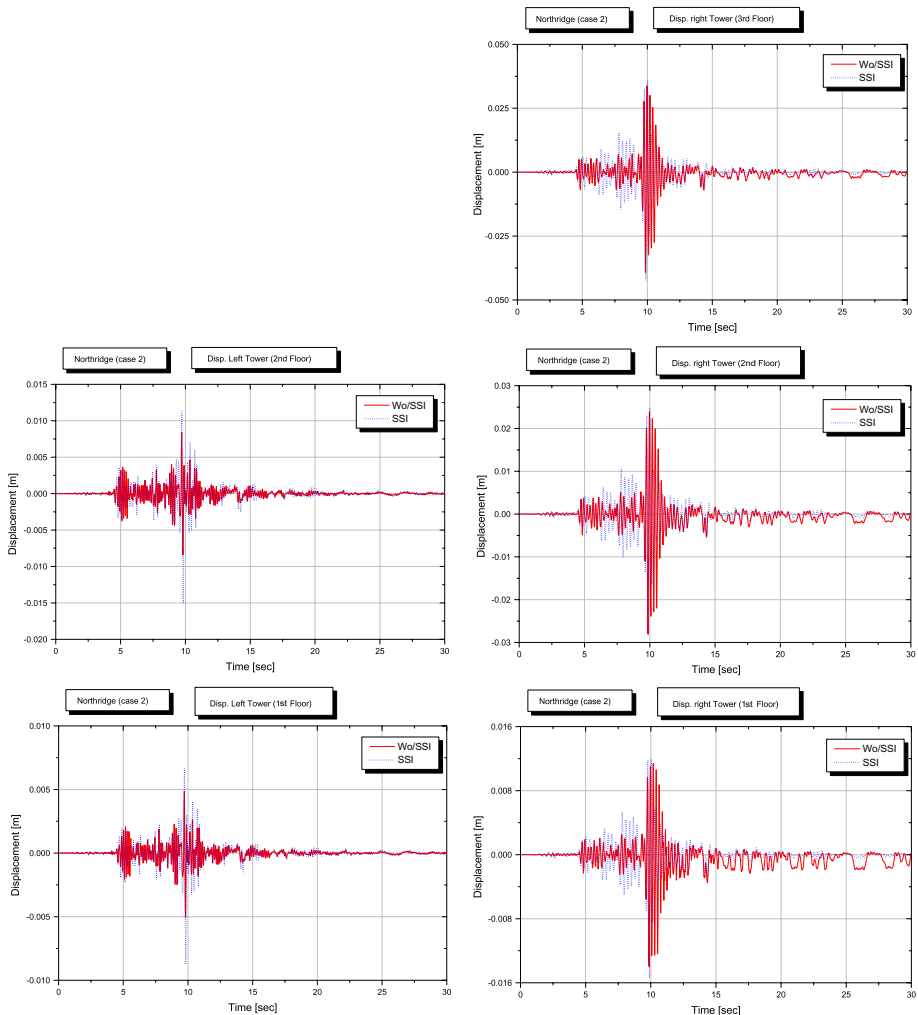 Northridge (case 2)
Disp. right Tower (3rd Floor)
0.050
0.025
0.000
-0.025
-0.050
Displacement [m]
Wo/SSI
SSI
0 5 10 15 20 25 30
Time [sec]
Northridge (case 2)
Disp. Left Tower (2nd Floor)
0.015
0.010
0.005
0.000
-0.005
-0.010
-0.015
-0.020
Displacement [m]
Wo/SSI
SSI
0 5 10 15 20 25 30
Time [sec]
Northridge (case 2)
Disp. right Tower (2nd Floor)
0.03
0.02
0.01
0.00
-0.01
-0.02
-0.03
Displacement [m]
Wo/SSI
SSI
0 5 10 15 20 25 30
Time [sec]
Northridge (case 2)
Disp. Left Tower (1st Floor)
0.010
0.005
0.000
-0.005
-0.010
Displacement [m]
Wo/SSI
SSI
0 5 10 15 20 25 30
Time [sec]
Northridge (case 2)
Disp. right Tower (1st Floor)
0.016
0.008
0.000
-0.008
-0.016
Displacement [m]
Wo/SSI
SSI
0 5 10 15 20 25 30
Time [sec]